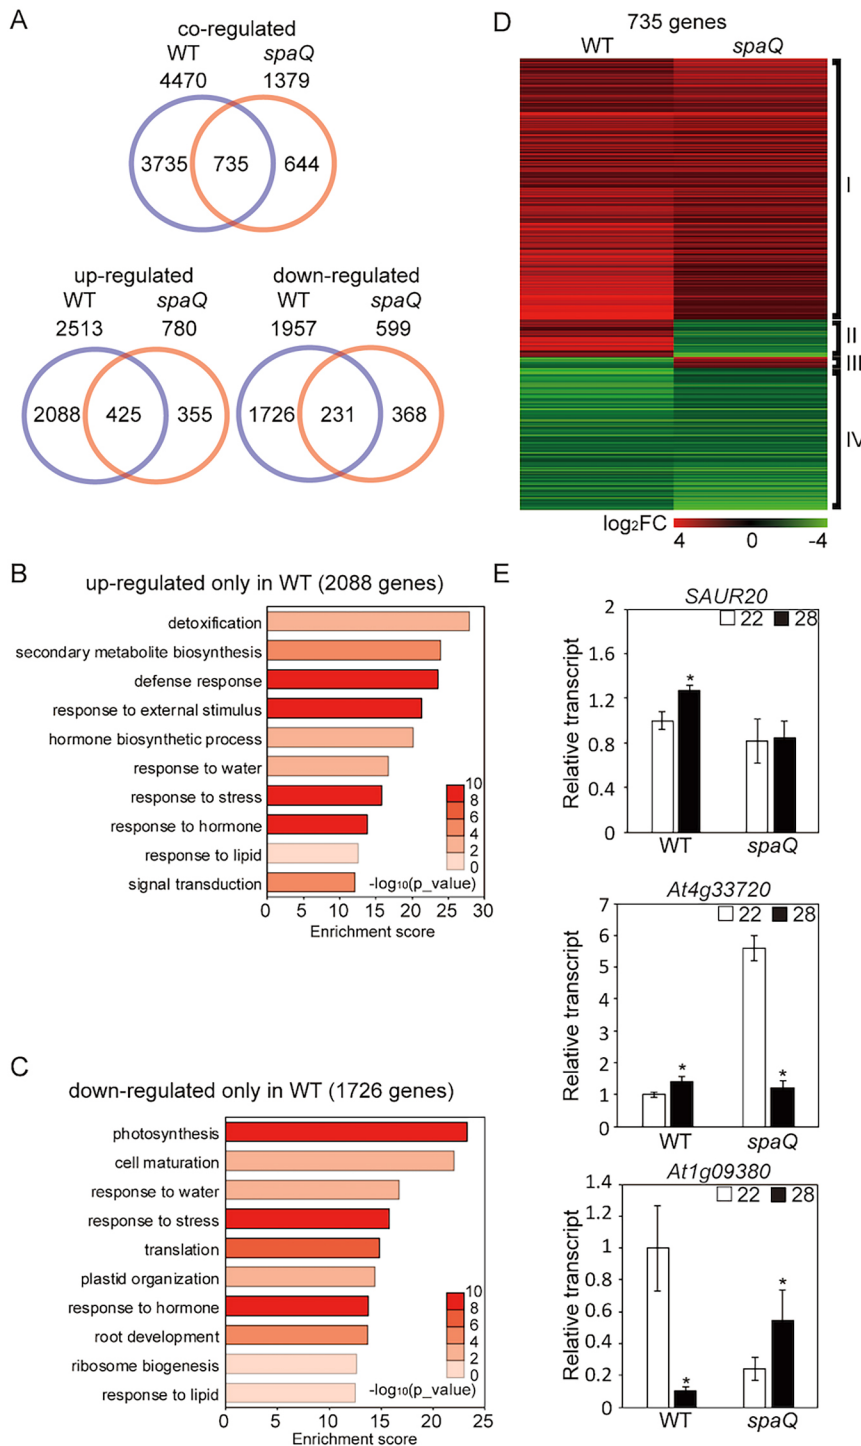 A
co-regulated
WT spaQ
4470 1379
3735 735 644
up-regulated down-regulated
WT spaQ WT spaQ
2513 780 1957 599
2088 425 355 1726 231 368
D
735 genes
WT spaQ
I
II
III
IV
log2FC
4 0 -4
B
up-regulated only in WT (2088 genes)
detoxification
secondary metabolite biosynthesis
defense response
response to external stimulus
hormone biosynthetic process
response to water
response to stress
response to hormone
response to lipid
signal transduction
10
8
6
4
2
0
-log10(p_value)
0 5 10 15 20 25 30
Enrichment score
C
down-regulated only in WT (1726 genes)
photosynthesis
cell maturation
response to water
response to stress
translation
plastid organization
response to hormone
root development
ribosome biogenesis
response to lipid
10
8
6
4
2
0
-log10(p_value)
0 5 10 15 20 25
Enrichment score
E
SAUR20
22 28
Relative transcript
2
1.6
1.2
0.8
0.4
0
*
WT spaQ
At4g33720
22 28
Relative transcript
7
6
5
4
3
2
1
0
* *
WT spaQ
At1g09380
22 28
Relative transcript
1.4
1.2
1
0.8
0.6
0.4
0.2
0
* *
WT spaQ